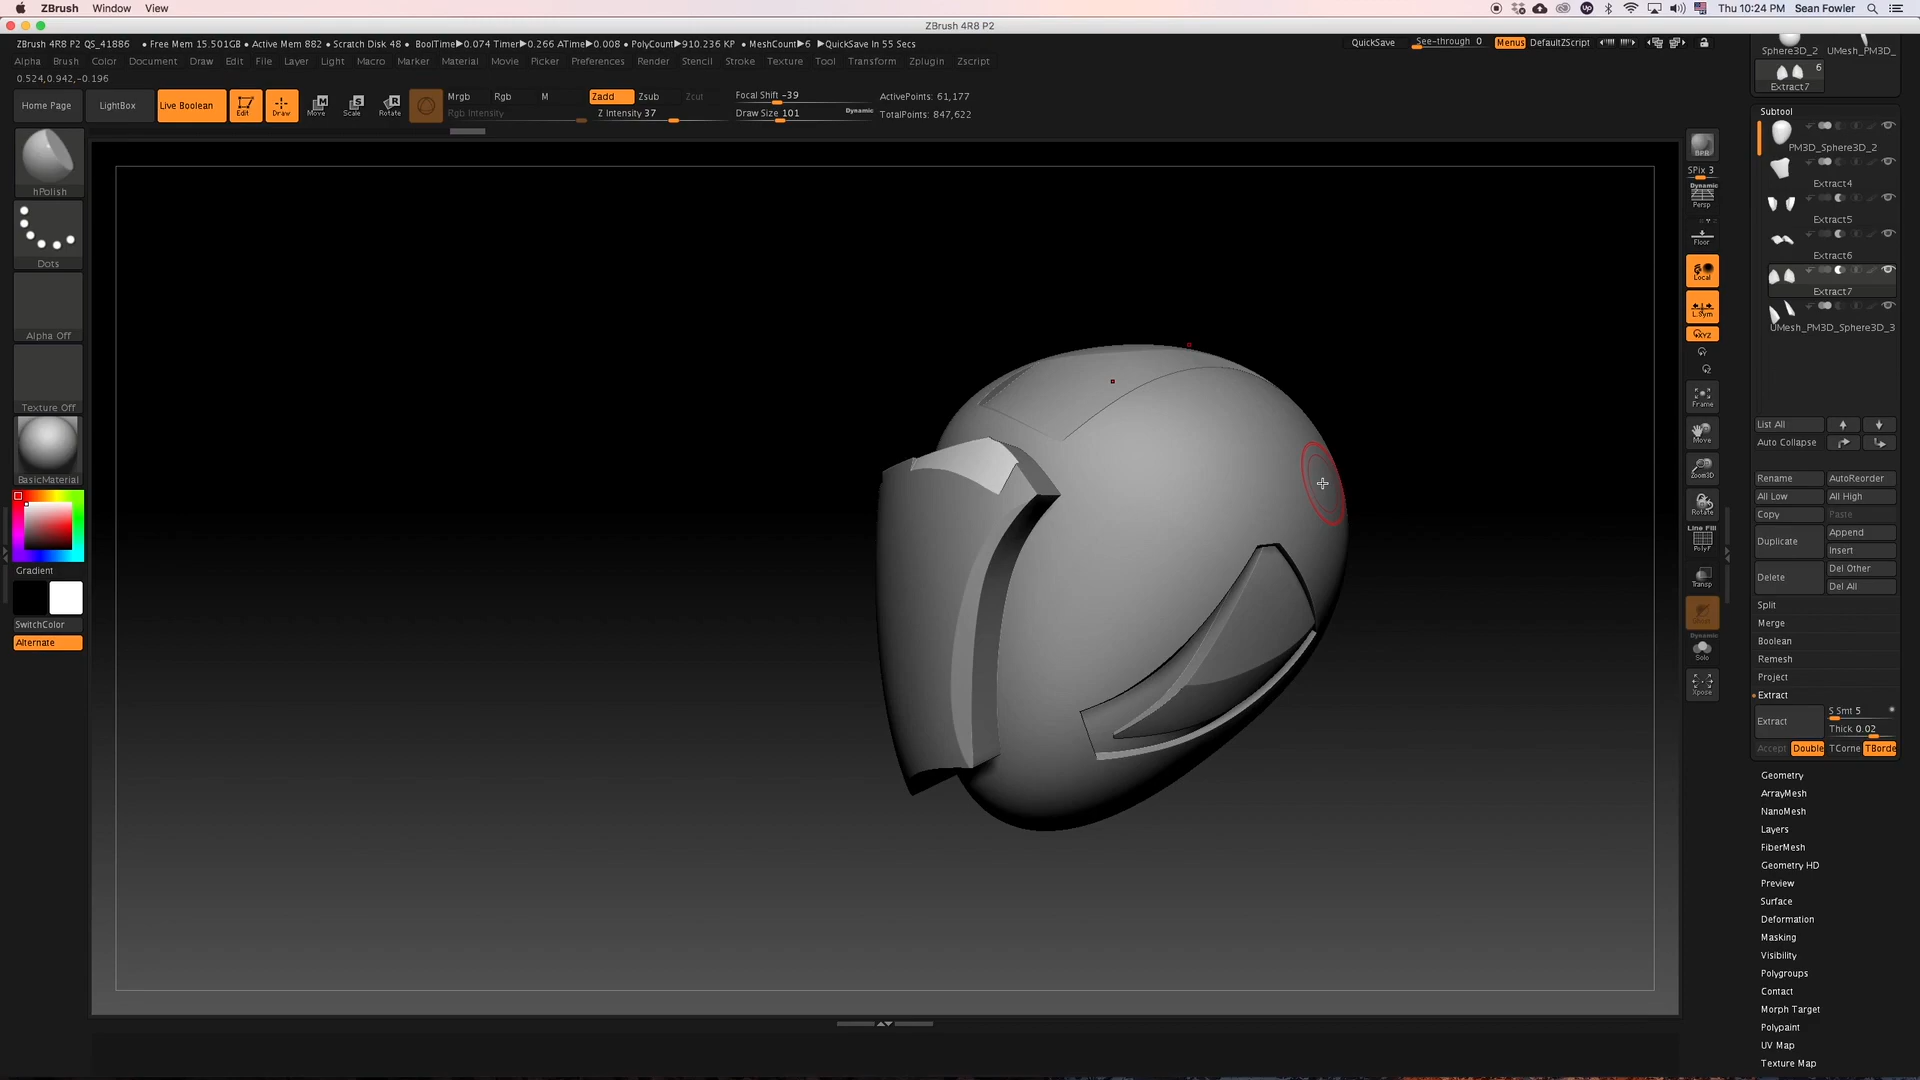 ZBrush Window View Thu 10:24 PM Sean Fowler
ZBrush 4R8 P2
ZBrush 4R8 P2 QS_41886 • Free Mem 15.501GB • Active Mem 882 • Scratch Disk 48 • BoolTime▶0.074 Timer▶0.266 ATime▶0.008 • PolyCount▶910.236 KP • MeshCount▶6 ▶QuickSave In 55 Secs QuickSave See-through 0 Menus DefaultZScript
Alpha Brush Color Document Draw Edit File Layer Light Macro Marker Material Movie Picker Preferences Render Stencil Stroke Texture Tool Transform Zplugin Zscript
0.524,0.942,-0.196
Home Page LightBox Live Boolean Edit Draw Move Scale Rotate
Mrgb Rgb M Zadd Zsub Zcut Focal Shift -39 ActivePoints: 61,177
Rgb Intensity Z Intensity 37 Draw Size 101 Dynamic TotalPoints: 847,622
hPolish
Dots
Alpha Off
Texture Off
BasicMaterial
Gradient
SwitchColor
Alternate
BPR
SPix 3
Dynamic
Persp
Floor
Local
L.Sym
XYZ
Frame
Move
Zoom3D
Rotate
Line Fill
PolyF
Transp
Ghost
Dynamic
Solo
Xpose
Sphere3D_2 UMesh_PM3D_
6
Extract7
Subtool
PM3D_Sphere3D_2
Extract4
Extract5
Extract6
Extract7
UMesh_PM3D_Sphere3D_3
List All
Auto Collapse
Rename AutoReorder
All Low All High
Copy Paste
Duplicate Append
Insert
Delete Del Other
Del All
Split
Merge
Boolean
Remesh
Project
Extract
Extract S Smt 5
Thick 0.02
Accept Double TCorne TBorde
Geometry
ArrayMesh
NanoMesh
Layers
FiberMesh
Geometry HD
Preview
Surface
Deformation
Masking
Visibility
Polygroups
Contact
Morph Target
Polypaint
UV Map
Texture Map